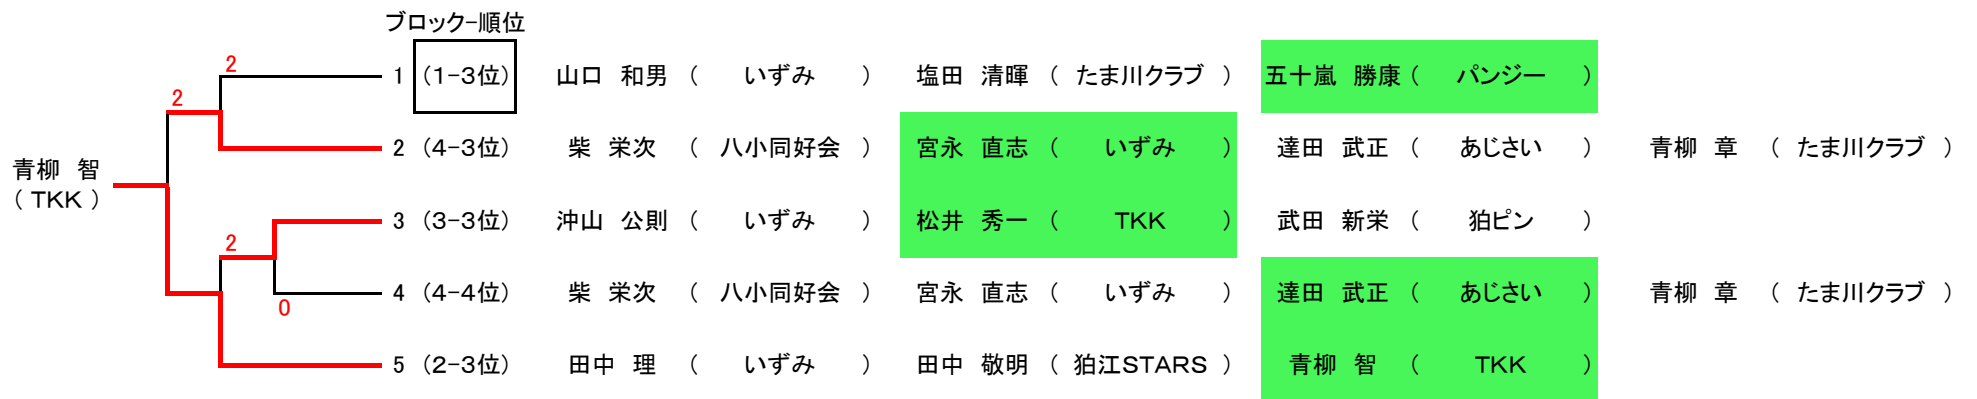 ブロック-順位
2
1 (1-3位) 山口 和男 ( いずみ ) 塩田 清暉 ( たま川クラブ ) 五十嵐 勝康 ( パンジー )
2
2 (4-3位) 柴 栄次 ( 八小同好会 ) 宮永 直志 ( いずみ ) 達田 武正 ( あじさい ) 青柳 章 ( たま川クラブ )
青柳 智
( TKK )
3 (3-3位) 沖山 公則 ( いずみ ) 松井 秀一 ( TKK ) 武田 新栄 ( 狛ピン )
2
4 (4-4位) 柴 栄次 ( 八小同好会 ) 宮永 直志 ( いずみ ) 達田 武正 ( あじさい ) 青柳 章 ( たま川クラブ )
0
5 (2-3位) 田中 理 ( いずみ ) 田中 敬明 ( 狛江STARS ) 青柳 智 ( TKK )